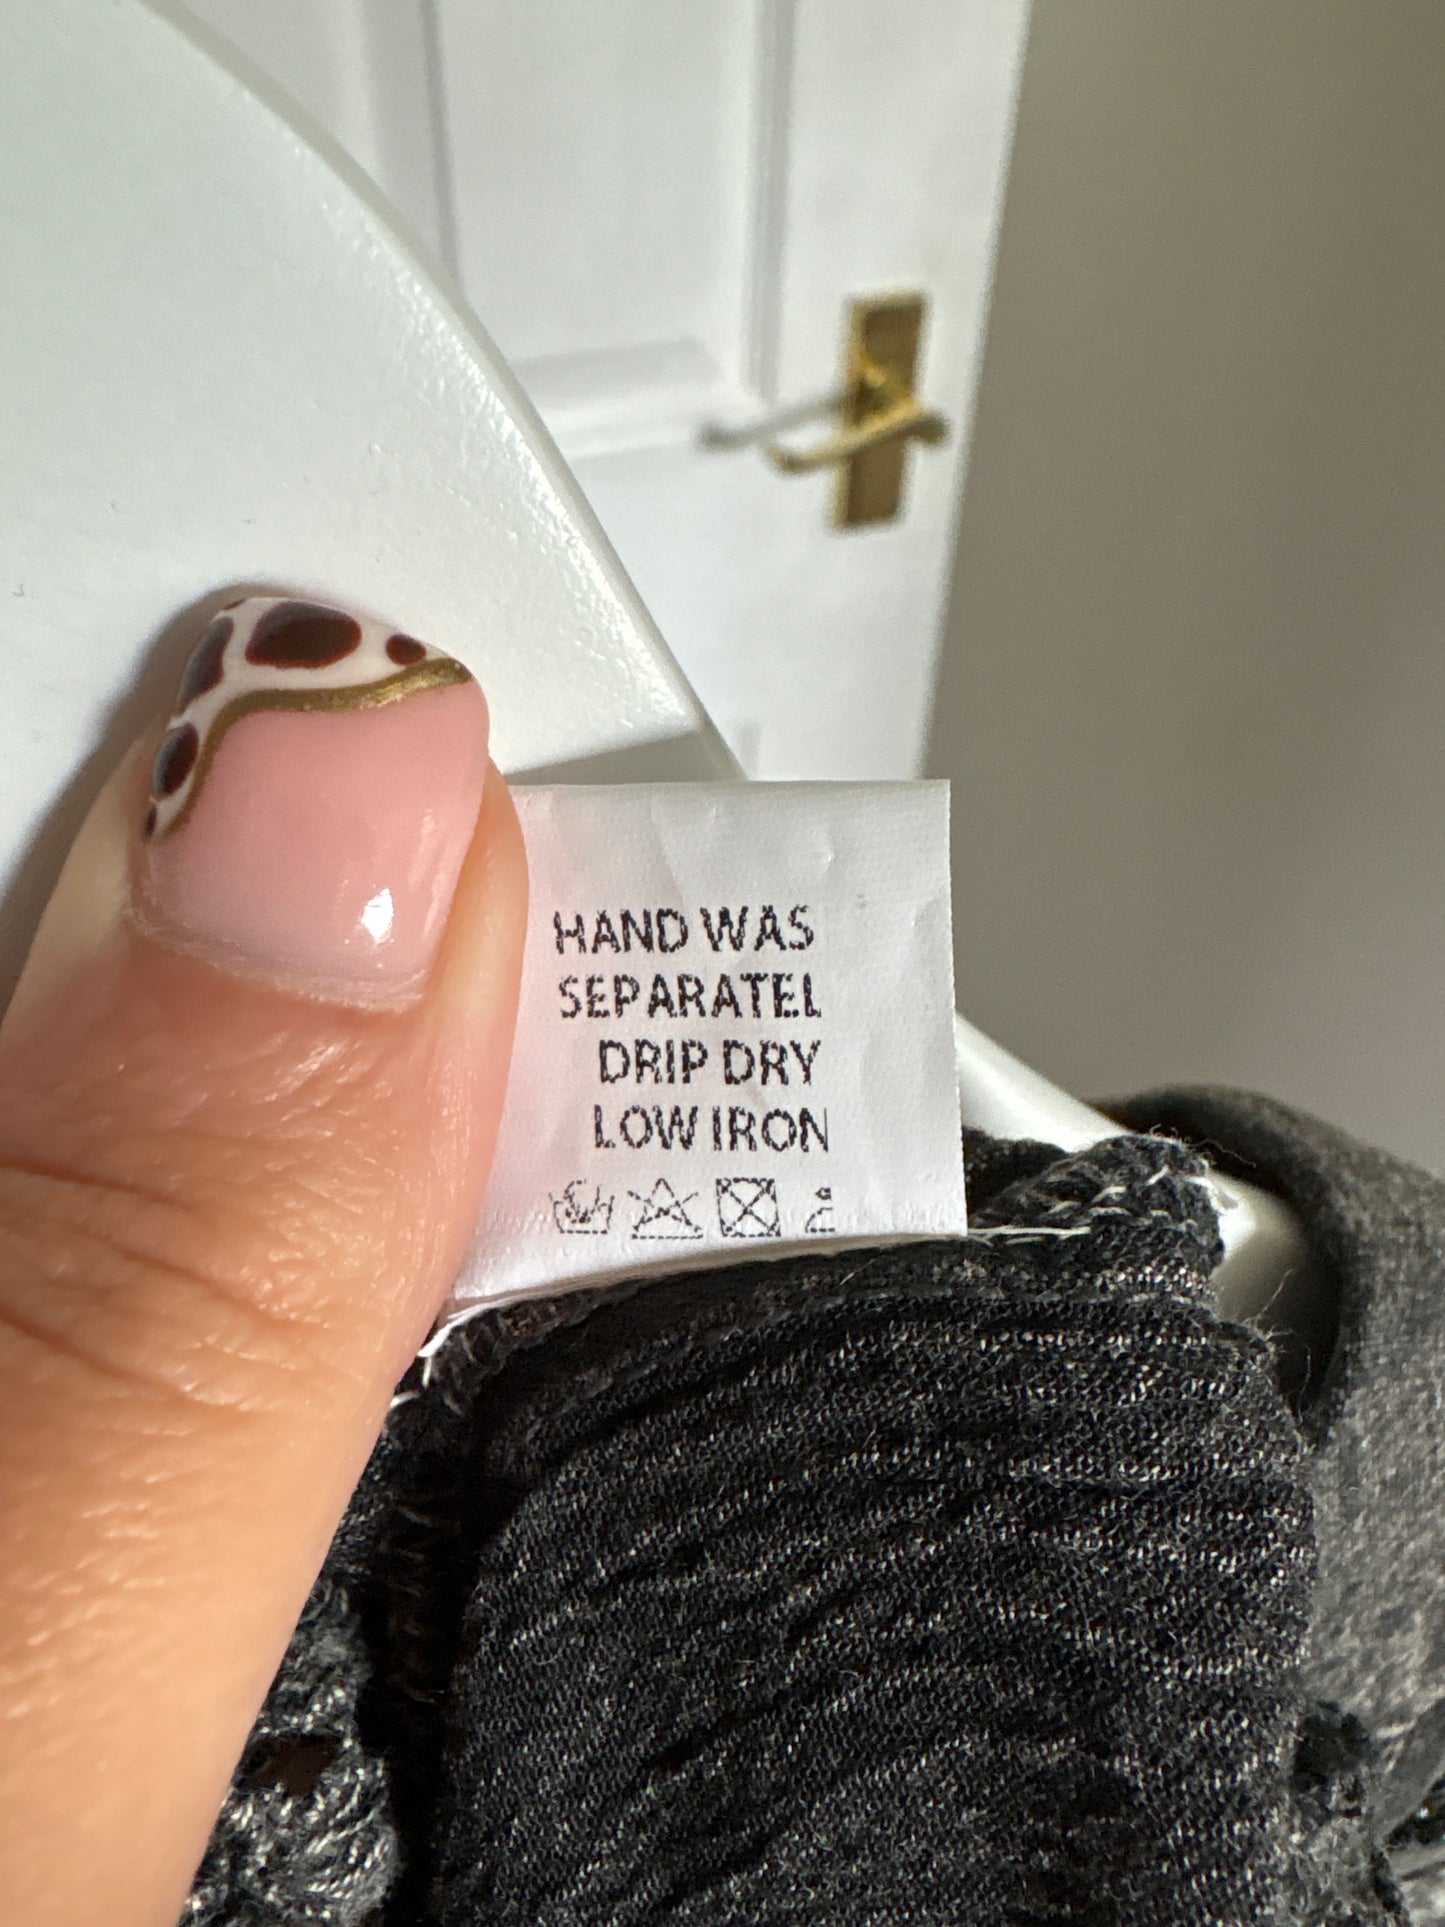 HAND WAS
SEPARATEL
DRIP DRY
LOW IRON